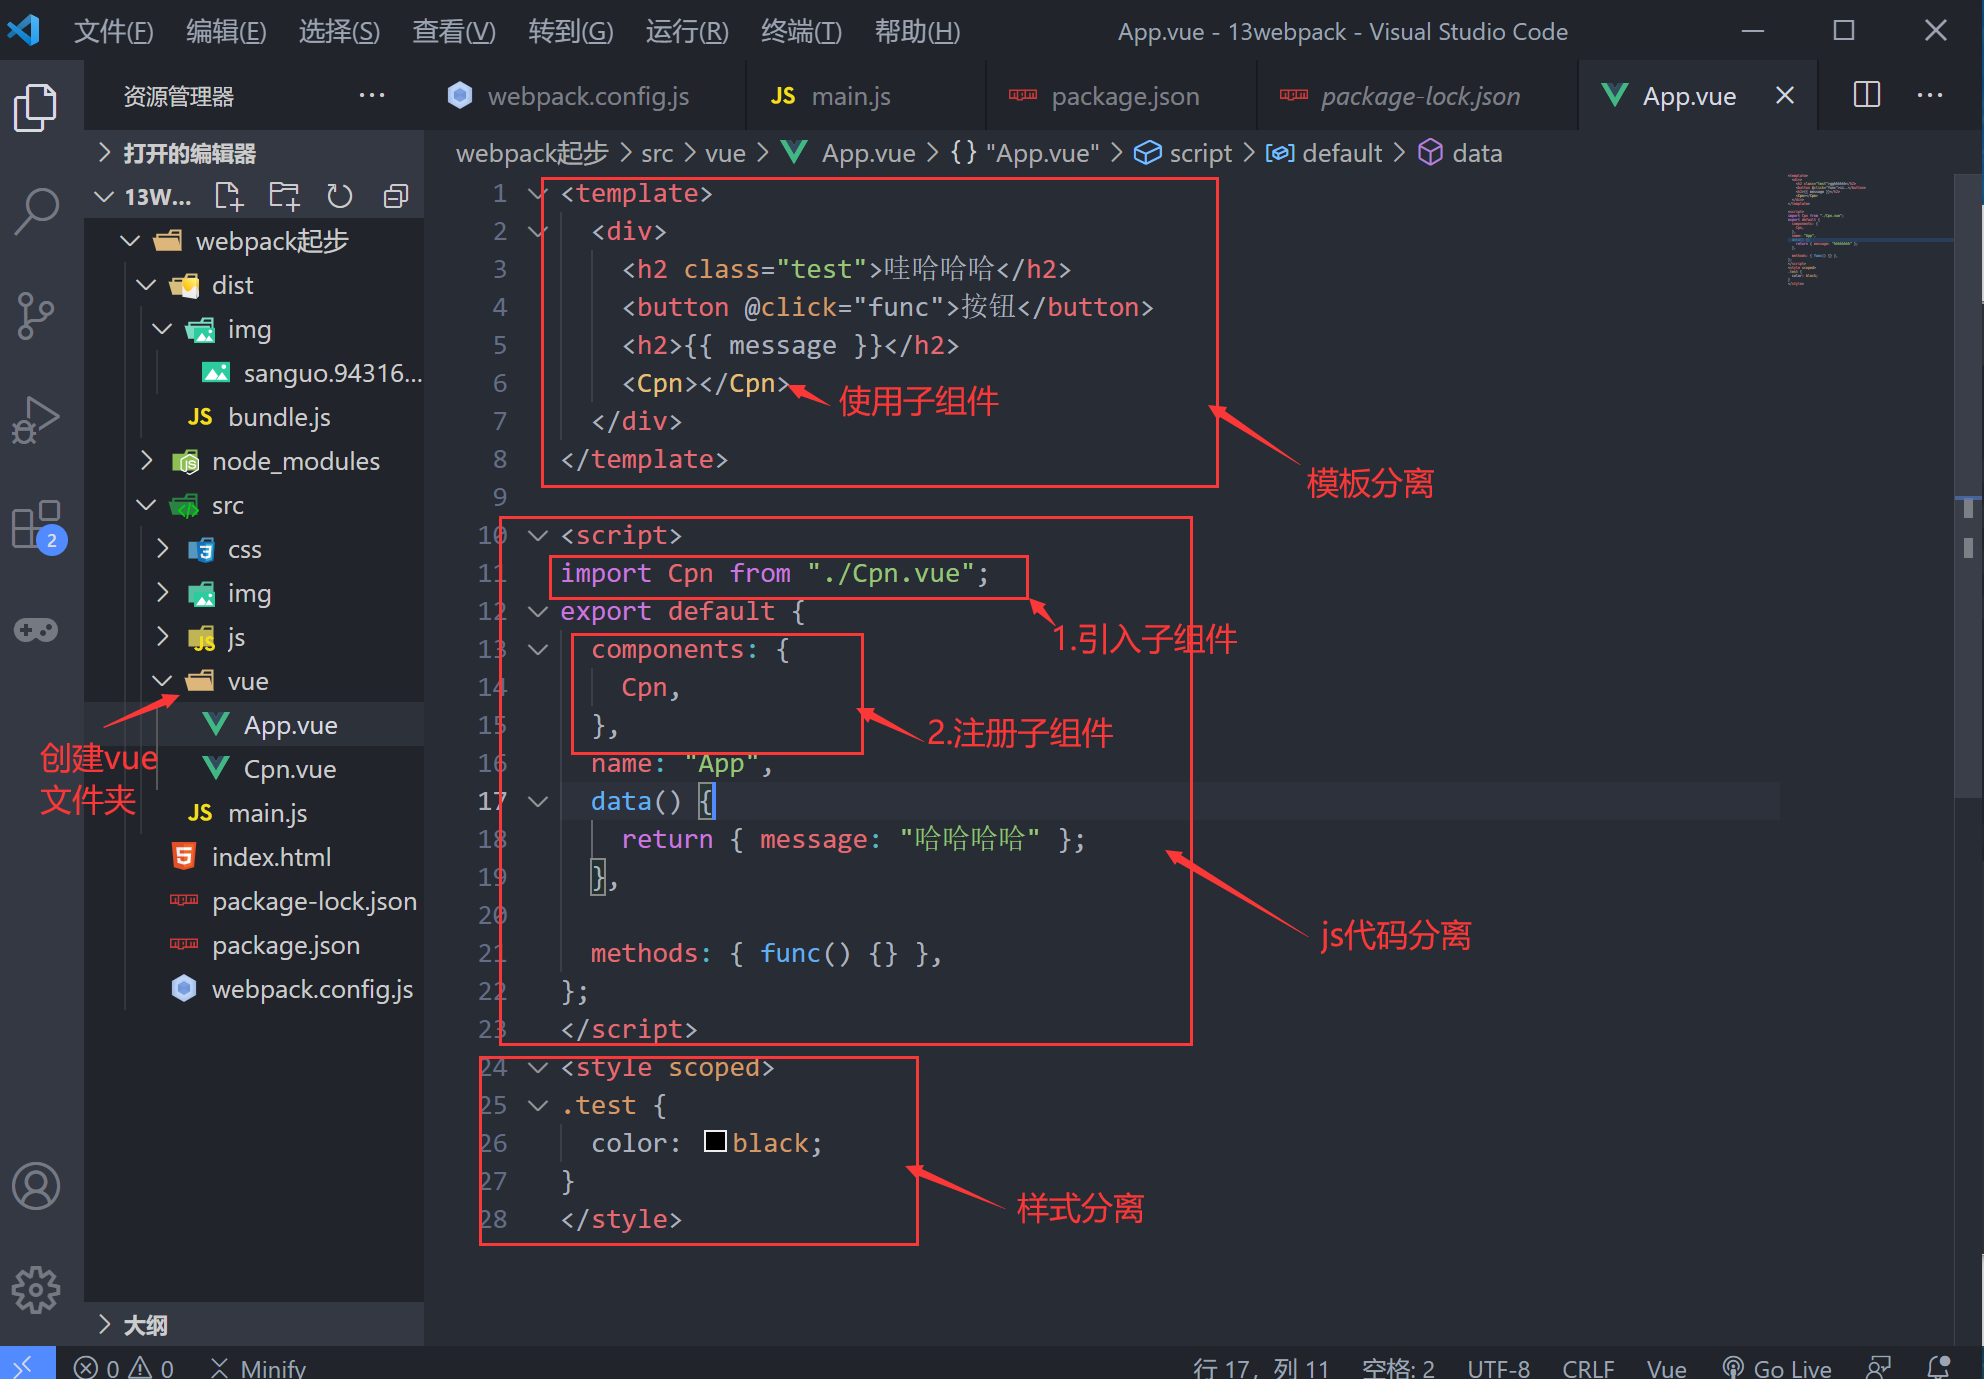 文件(F) 编辑(E) 选择(S) 查看(V) 转到(G) 运行(R) 终端(T) 帮助(H) App.vue - 13webpack - Visual Studio Code
资源管理器 ··· webpack.config.js JS main.js package.json package-lock.json App.vue
打开的编辑器
13W...
webpack起步
dist
img
sanguo.94316...
JS bundle.js
node_modules
src
css
img
js
vue
App.vue
Cpn.vue
JS main.js
index.html
package-lock.json
package.json
webpack.config.js
创建vue
文件夹
大纲
2
webpack起步 > src > vue > App.vue > {} "App.vue" > script > default > data
1 <template>
2 <div>
3 <h2 class="test">哇哈哈哈</h2>
4 <button @click="func">按钮</button>
5 <h2>{{ message }}</h2>
6 <Cpn></Cpn>
使用子组件
7 </div>
8 </template>
模板分离
9
10 <script>
11 import Cpn from "./Cpn.vue";
12 export default {
1.引入子组件
13 components: {
14 Cpn,
15 },
2.注册子组件
16 name: "App",
17 data() {
18 return { message: "哈哈哈哈" };
19 },
20
js代码分离
21 methods: { func() {} },
22 };
23 </script>
24 <style scoped>
25 .test {
26 color: black;
27 }
28 </style>
样式分离
0 0 Minify 行 17, 列 11 空格: 2 UTF-8 CRLF Vue Go Live